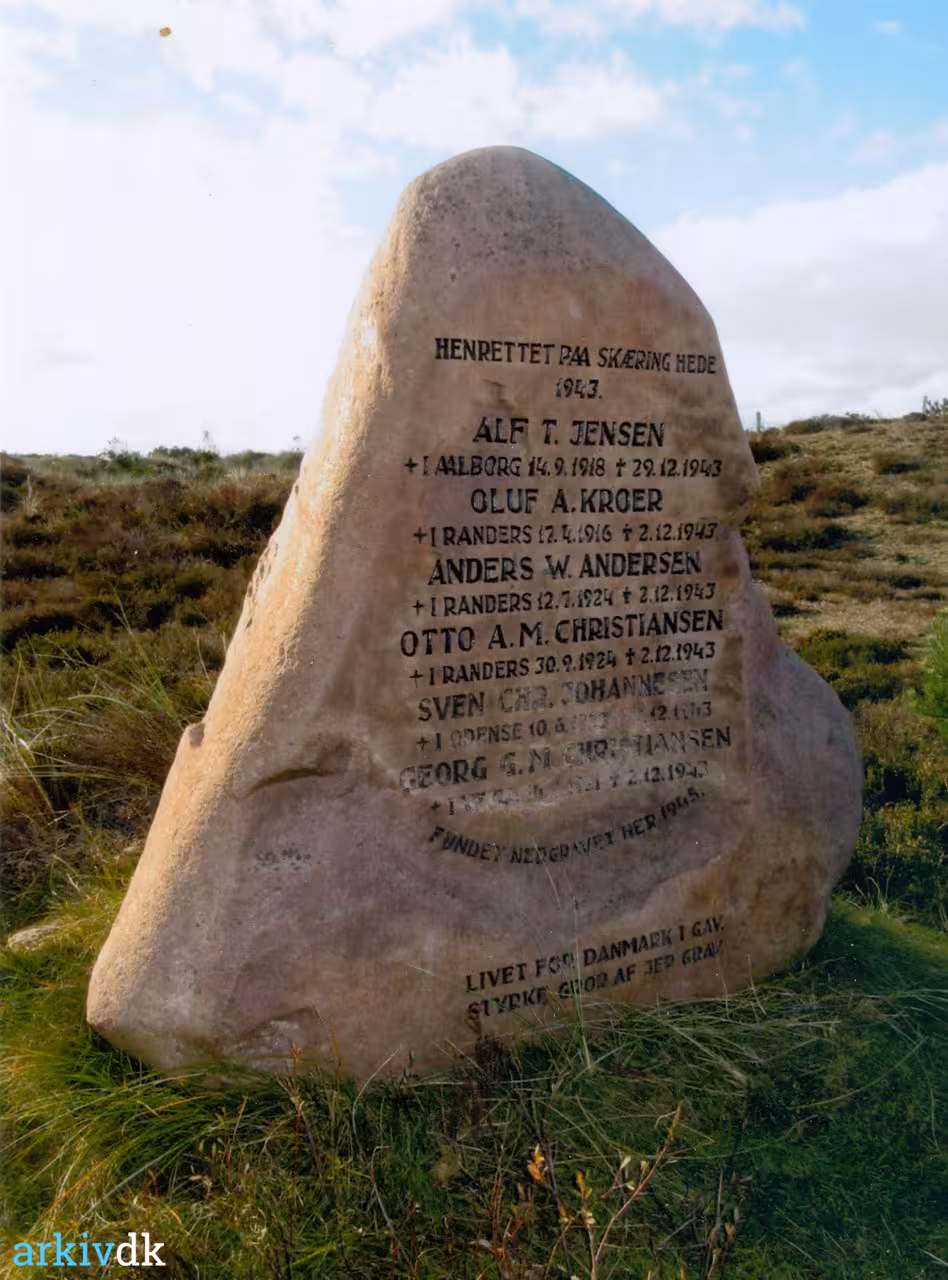 HENRETTET PAA SKÆRING HEDE
1943.
ALF T. JENSEN
+ I AALBORG 14.9.1918 † 29.12.1943
OLUF A. KROER
+ I RANDERS 17.4.1916 † 2.12.1943
ANDERS W. ANDERSEN
+ I RANDERS 12.7.1924 † 2.12.1943
OTTO A.M. CHRISTIANSEN
+ I RANDERS 30.9.1924 † 2.12.1943
SVEN CHR. JOHANNESEN
+ I ODENSE
GEORG G.M CHRISTIANSEN
+ I † 2.12.1943
FUNDET NEDGRAVET HER 1945.
LIVET FOR DANMARK I GAV.
STYRKE GROR AF JER GRAV
arkivdk